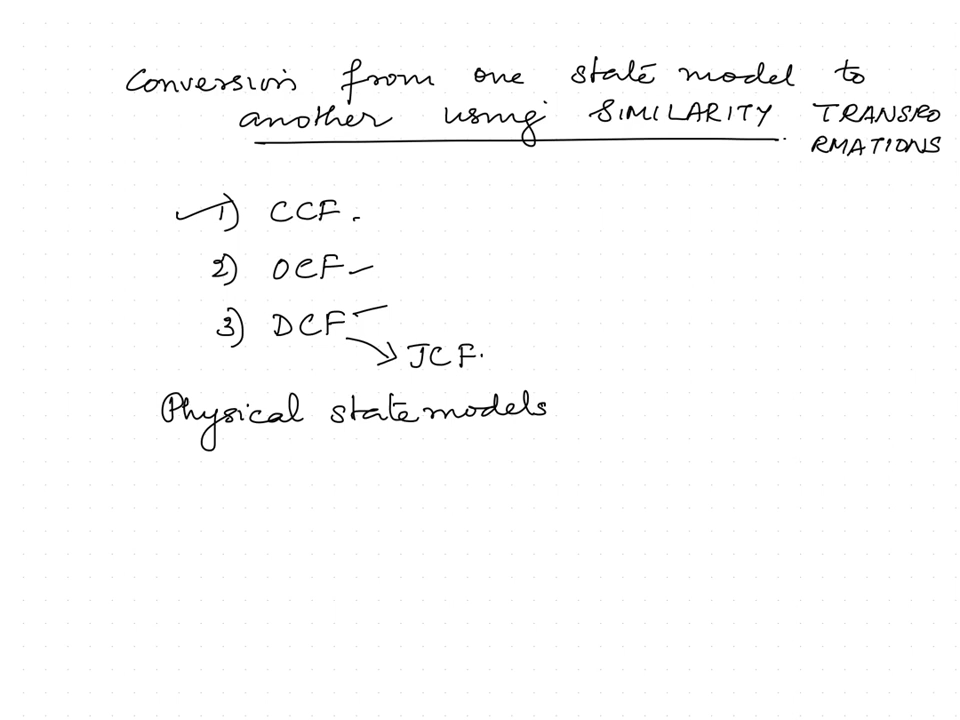 Conversion from one state model to
another using SIMILARITY TRANSFO
RMATIONS
1) CCF.
2) OCF
3) DCF
JCF.
Physical state models